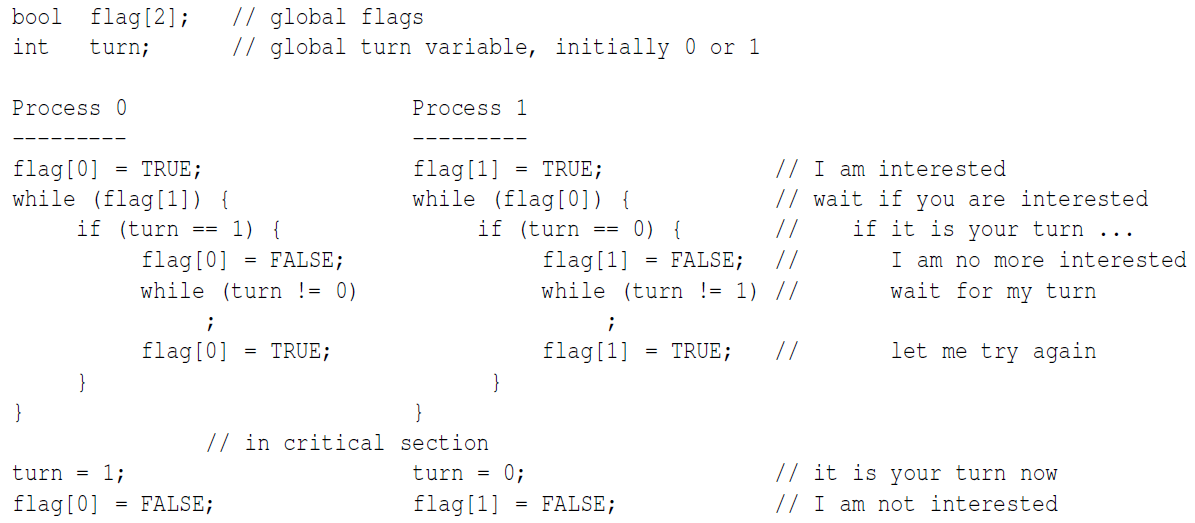 bool  flag[2];   // global flags
int   turn;      // global turn variable, initially 0 or 1

Process 0                      Process 1
---------                      ---------
flag[0] = TRUE;                flag[1] = TRUE;             // I am interested
while (flag[1]) {              while (flag[0]) {           // wait if you are interested
     if (turn == 1) {               if (turn == 0) {       //    if it is your turn ...
          flag[0] = FALSE;               flag[1] = FALSE;  //       I am no more interested
          while (turn != 0)              while (turn != 1) //       wait for my turn
               ;                              ;
          flag[0] = TRUE;                flag[1] = TRUE;   //       let me try again
     }                               }
}                              }
               // in critical section
turn = 1;                      turn = 0;                   // it is your turn now
flag[0] = FALSE;               flag[1] = FALSE;            // I am not interested